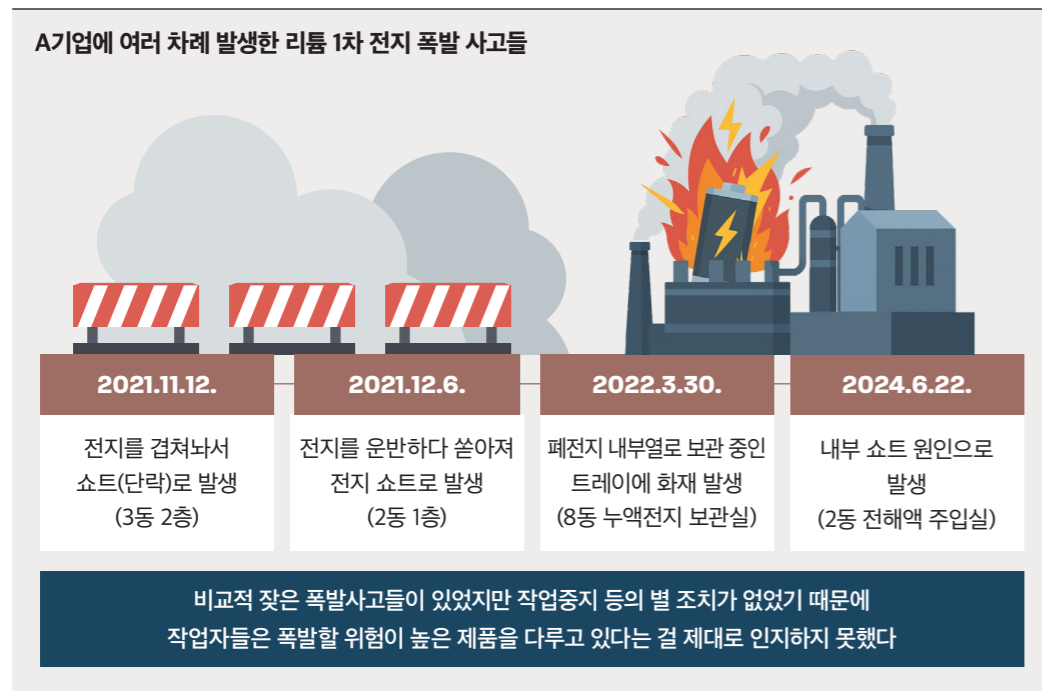 A기업에 여러 차례 발생한 리튬 1차 전지 폭발 사고들
2021.11.12.
전지를 겹쳐놔서
쇼트(단락)로 발생
(3동 2층)
2021.12.6.
전지를 운반하다 쏟아져
전지 쇼트로 발생
(2동 1층)
2022.3.30.
폐전지 내부열로 보관 중인
트레이에 화재 발생
(8동 누액전지 보관실)
2024.6.22.
내부 쇼트 원인으로
발생
(2동 전해액 주입실)
비교적 잦은 폭발사고들이 있었지만 작업중지 등의 별 조치가 없었기 때문에
작업자들은 폭발할 위험이 높은 제품을 다루고 있다는 걸 제대로 인지하지 못했다